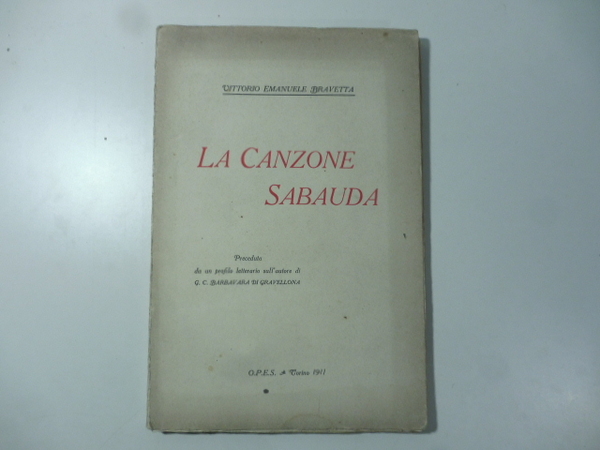 VITTORIO EMANUELE BRAVETTA
LA CANZONE
SABAUDA
Preceduta
da un profilo letterario sull'autore di
G. C. BARBAVARA DI GRAVELLONA
O.P.E.S. Torino 1911